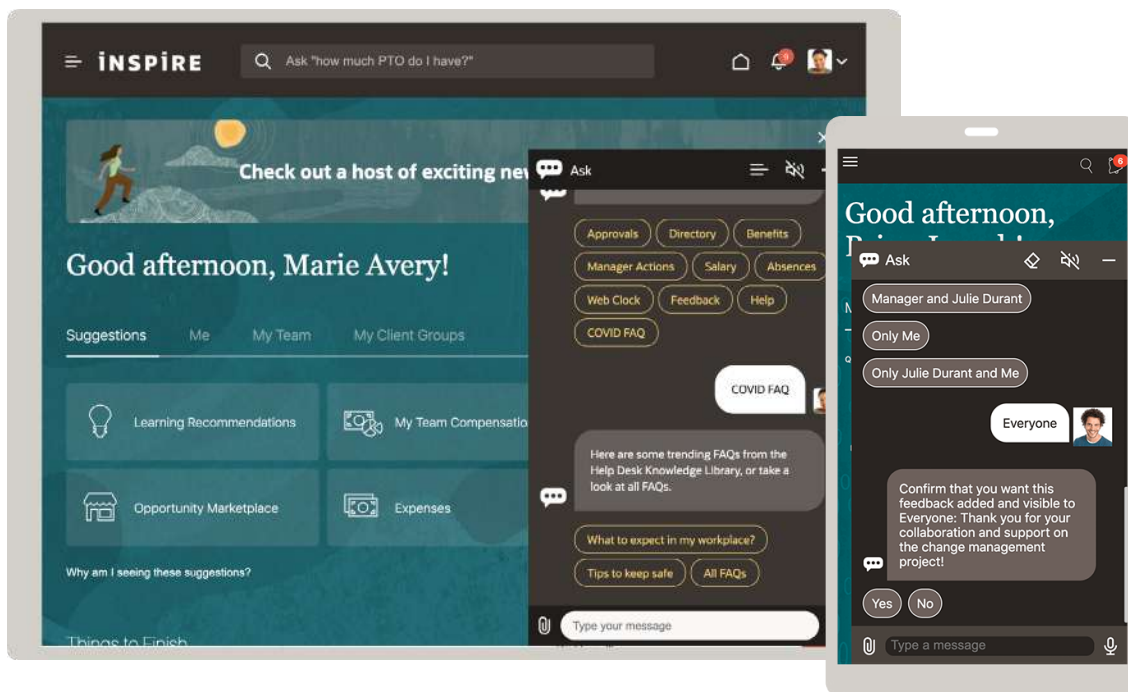 iNSPiRE
Ask "how much PTO do I have?"
Check out a host of exciting new
Good afternoon, Marie Avery!
Suggestions
Me
My Team
My Client Groups
Learning Recommendations
My Team Compensatio
Opportunity Marketplace
Expenses
Why am I seeing these suggestions?
Things to Finish
Ask
Approvals
Directory
Benefits
Manager Actions
Salary
Absences
Web Clock
Feedback
Help
COVID FAQ
COVID FAQ
Here are some trending FAQs from the
Help Desk Knowledge Library, or take a
look at all FAQs.
What to expect in my workplace?
Tips to keep safe
All FAQs
Type your message
6
Good afternoon,
Ask
Manager and Julie Durant
Only Me
Only Julie Durant and Me
Everyone
Confirm that you want this
feedback added and visible to
Everyone: Thank you for your
collaboration and support on
the change management
project!
Yes
No
Type a message